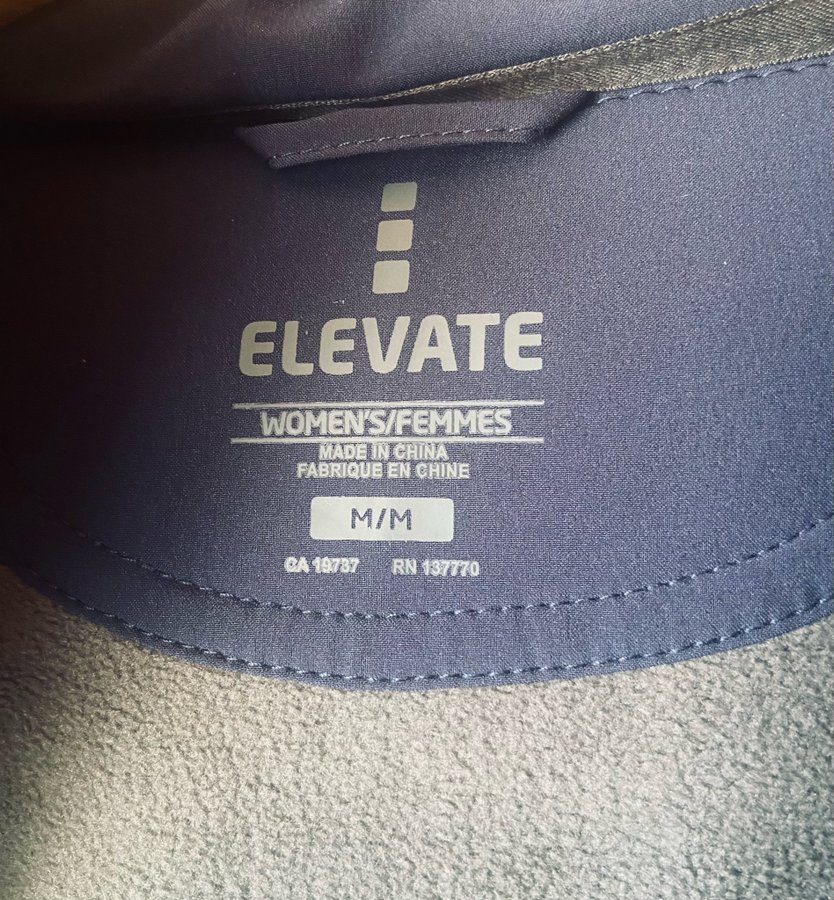 ELEVATE
WOMEN'S/FEMMES
MADE IN CHINA
FABRIQUE EN CHINE
M/M
CA 19737 RN 137770